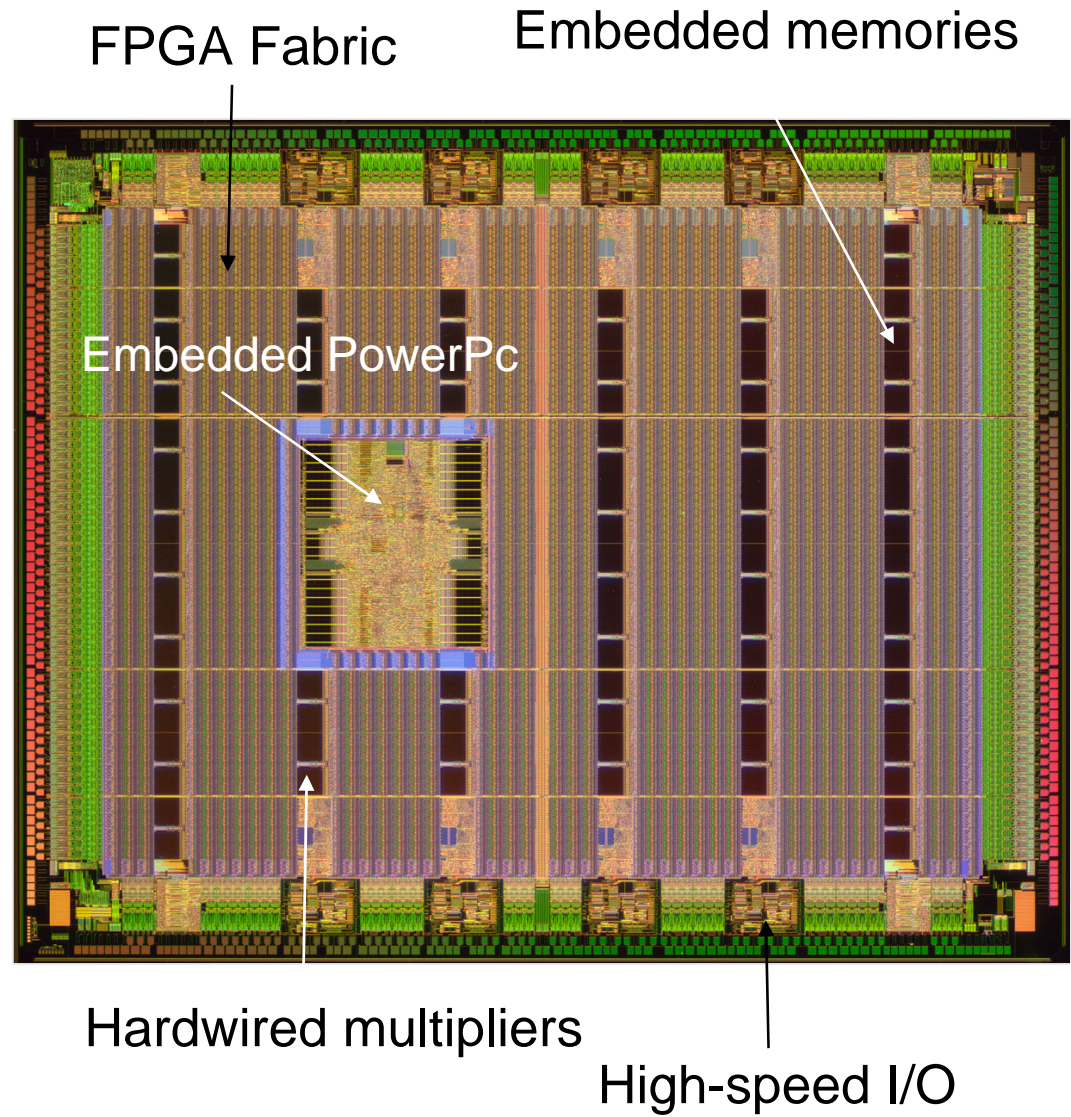 FPGA Fabric
Embedded memories
Embedded PowerPc
Hardwired multipliers
High-speed I/O